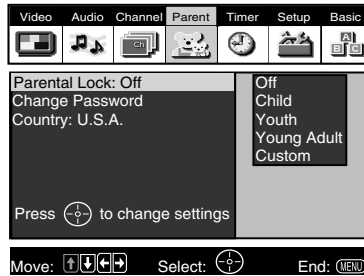 Video Audio Channel Parent Timer Setup Basic
Ch
A
B C
Parental Lock: Off
Change Password
Country: U.S.A.
Press to change settings
Off
Child
Youth
Young Adult
Custom
Move: Select: End: MENU